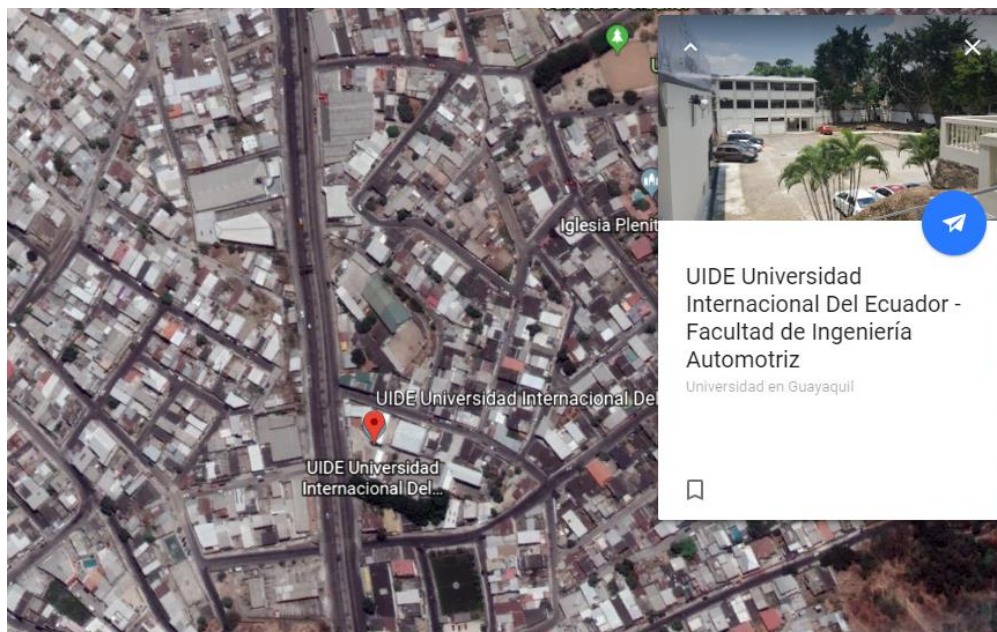 Iglesia Plenit
UIDE Universidad Internacional Del
UIDE Universidad
Internacional Del...
UIDE Universidad
Internacional Del Ecuador -
Facultad de Ingeniería
Automotriz
Universidad en Guayaquil